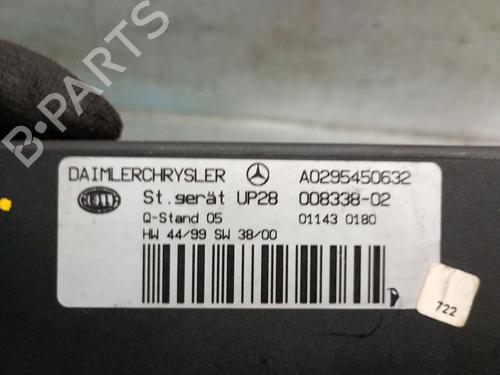 DAIMLERCHRYSLER A0295450632
HELLA St.gerät UP28 008338-02
Q-Stand 05 01143 0180
HW 44/99 SW 38/00
722
B-PARTS